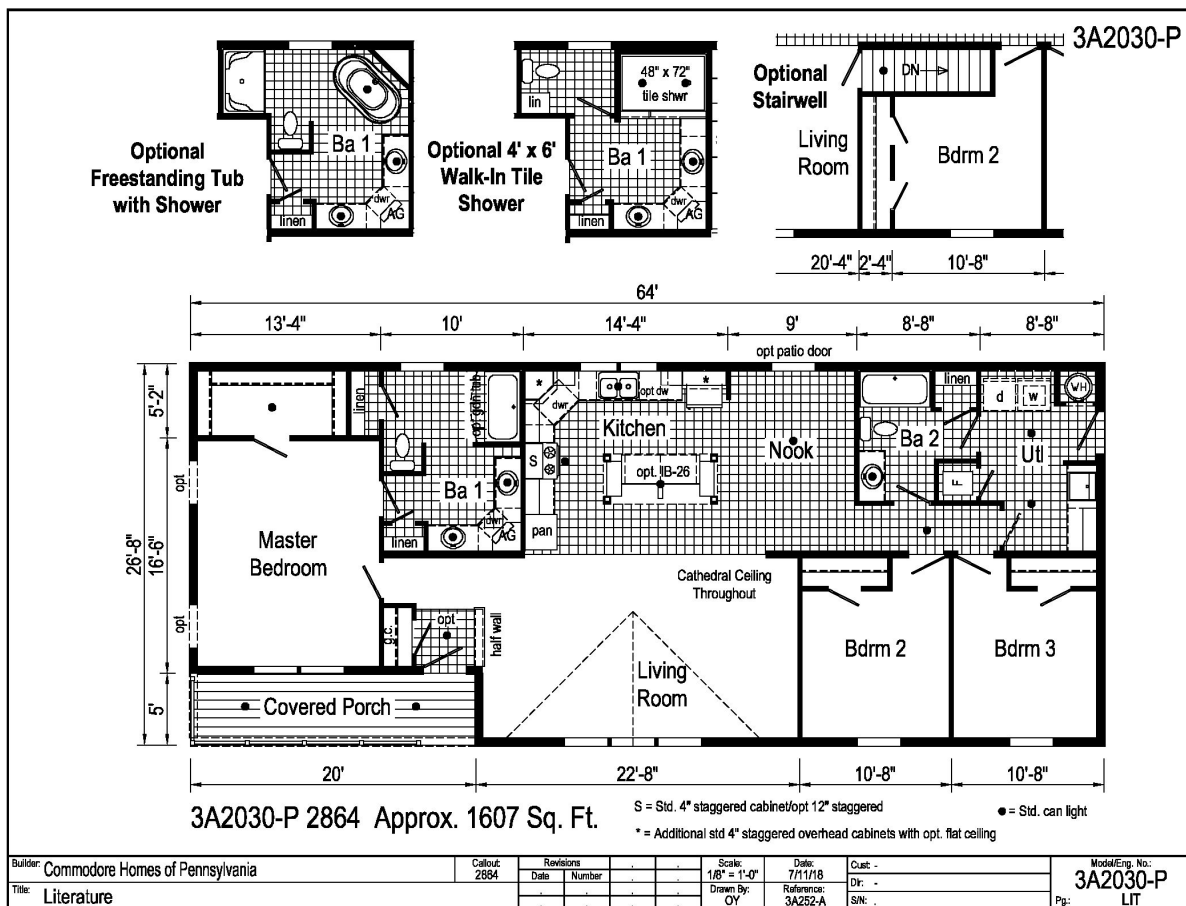 3A2030-P
Optional
Freestanding Tub
with Shower
Ba 1
linen
dwr
AG
Optional 4' x 6'
Walk-In Tile
Shower
lin
48" x 72"
tile shwr
Ba 1
linen
dwr
AG
Optional
Stairwell
DN
Living
Room
Bdrm 2
20'-4" 2'-4" 10'-8"
64'
13'-4" 10' 14'-4" 9' 8'-8" 8'-8"
opt patio door
26'-8"
5'-2"
16'-6"
5'
linen
opt gdn tub
*
dwr
opt dw
*
Kitchen
Nook
linen
d
w
WH
Ba 2
Utl
F
S
opt. IB-26
opt
Ba 1
dwr
AG
linen
pan
Master
Bedroom
Cathedral Ceiling
Throughout
opt
g.c.
opt
half wall
Living
Room
Bdrm 2
Bdrm 3
Covered Porch
20' 22'-8" 10'-8" 10'-8"
3A2030-P 2864 Approx. 1607 Sq. Ft.
S = Std. 4" staggered cabinet/opt 12" staggered
= Std. can light
* = Additional std 4" staggered overhead cabinets with opt. flat ceiling
Builder: Commodore Homes of Pennsylvania
Title: Literature
Callout:
2864
Revisions
Date Number
Scale:
1/8" = 1'-0"
Drawn By:
OY
Date:
7/11/18
Reference:
3A252-A
Cust: -
Dir: -
S/N: .
Model/Eng. No.:
3A2030-P
Pg.: LIT